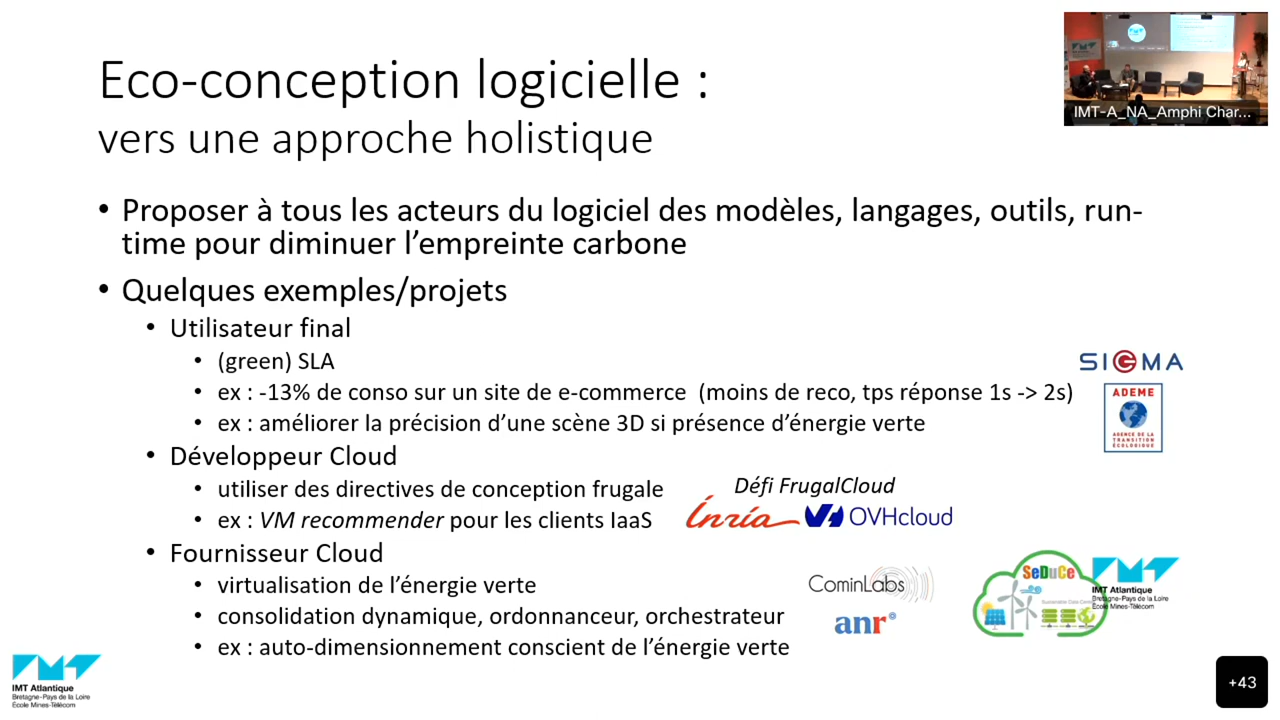 Eco-conception logicielle :
vers une approche holistique
IMT-A_NA_Amphi Char...
• Proposer à tous les acteurs du logiciel des modèles, langages, outils, run-
time pour diminuer l’empreinte carbone
• Quelques exemples/projets
• Utilisateur final
• (green) SLA
• ex : -13% de conso sur un site de e-commerce (moins de reco, tps réponse 1s -> 2s)
• ex : améliorer la précision d’une scène 3D si présence d’énergie verte
SIGMA
ADEME
AGENCE DE LA
TRANSITION
ÉCOLOGIQUE
• Développeur Cloud
• utiliser des directives de conception frugale
• ex : VM recommender pour les clients IaaS
Défi FrugalCloud
Inria
OVHcloud
• Fournisseur Cloud
• virtualisation de l’énergie verte
• consolidation dynamique, ordonnanceur, orchestrateur
• ex : auto-dimensionnement conscient de l’énergie verte
CominLabs
anr
SeDuCe
IMT Atlantique
Bretagne-Pays de la Loire
École Mines-Télécom
IMT Atlantique
Bretagne-Pays de la Loire
École Mines-Télécom
+43